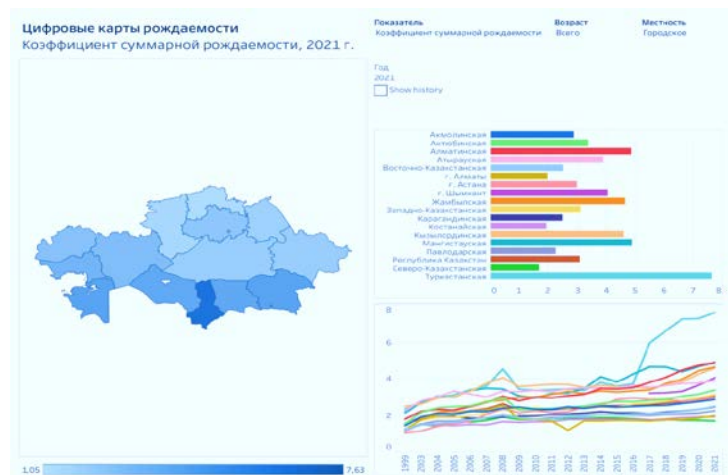 Цифровые карты рождаемости
Коэффициент суммарной рождаемости, 2021 г.
Показатель Возраст Местность
Коэффициент суммарной рождаемости Всего Городское
Год
2021
Show history
Акмолинская
Актюбинская
Алматинская
Атырауская
Восточно-Казахстанская
г. Алматы
г. Астана
г. Шымкент
Жамбылская
Западно-Казахстанская
Карагандинская
Костанайская
Кызылординская
Мангистауская
Павлодарская
Республика Казахстан
Северо-Казахстанская
Туркестанская
0 1 2 3 4 5 6 7 8
8
6
4
2
0
1999 2003 2004 2005 2006 2007 2008 2009 2010 2011 2012 2013 2014 2015 2016 2017 2018 2019 2020 2021
1,05 7,63